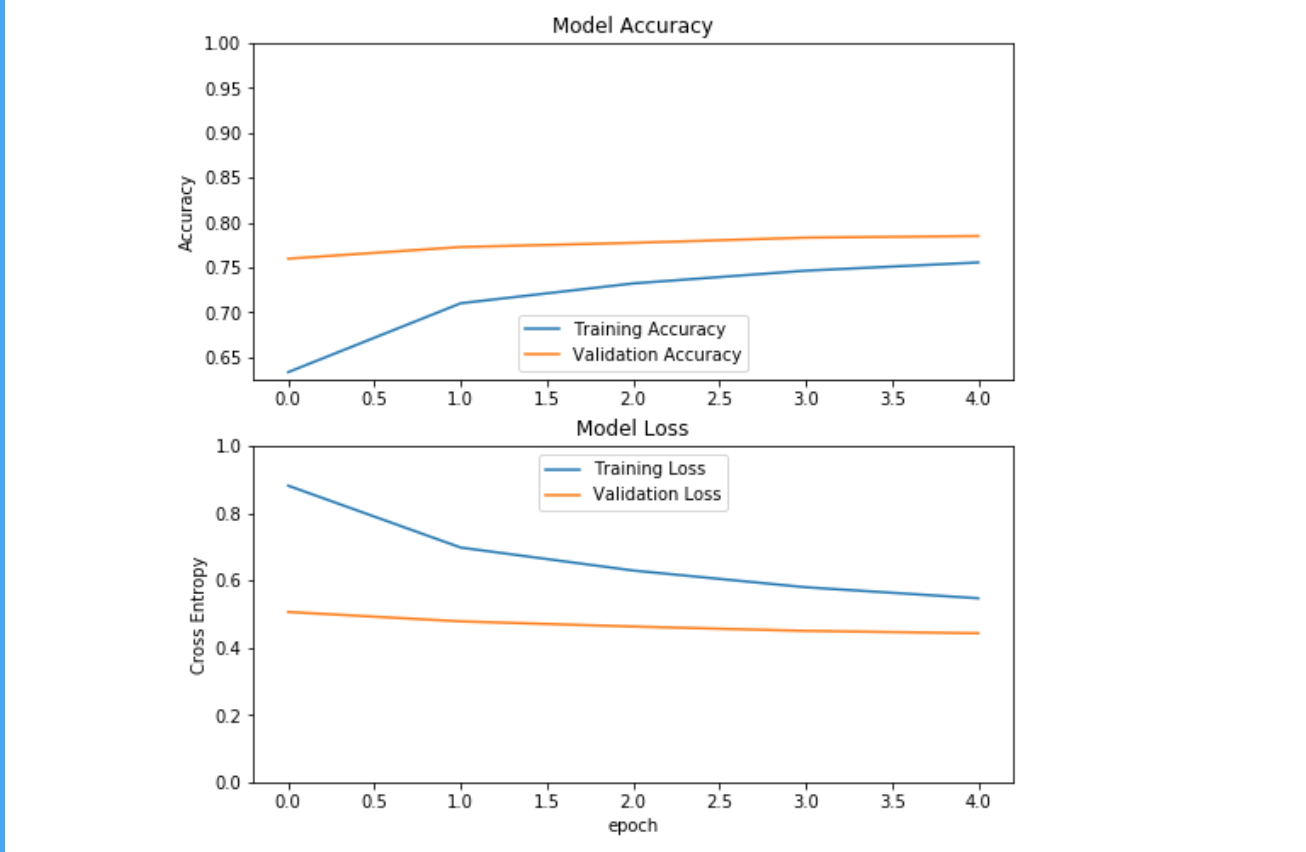 Model Accuracy
1.00
0.95
0.90
0.85
0.80
0.75
0.70
0.65
Accuracy
Training Accuracy
Validation Accuracy
0.0 0.5 1.0 1.5 2.0 2.5 3.0 3.5 4.0
Model Loss
1.0
0.8
0.6
0.4
0.2
0.0
Cross Entropy
Training Loss
Validation Loss
0.0 0.5 1.0 1.5 2.0 2.5 3.0 3.5 4.0
epoch